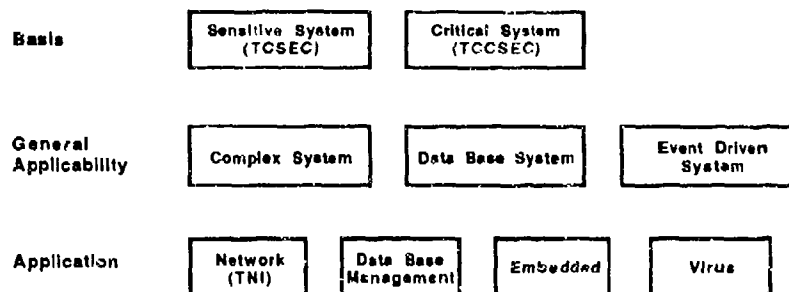 Basis
Sensitive System
(TCSEC)
Critical System
(TCCSEC)
General
Applicability
Complex System
Data Base System
Event Driven
System
Application
Network
(TNI)
Data Base
Management
Embedded
Virus